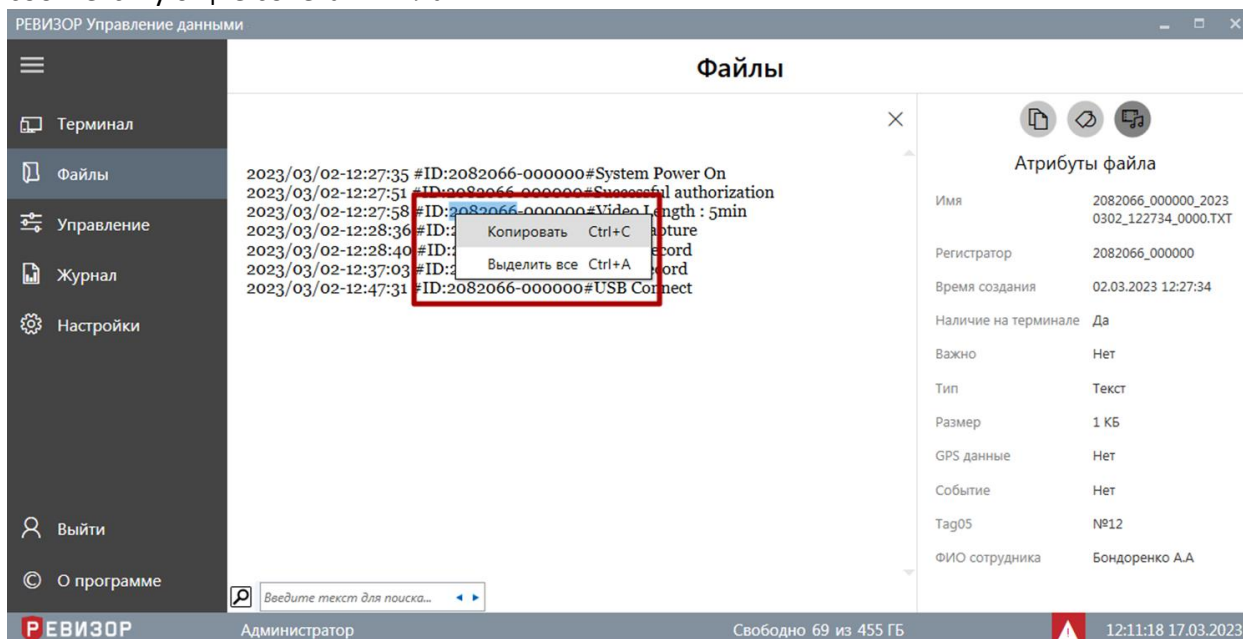 РЕВИЗОР Управление данными
Файлы
Терминал
Файлы
Управление
Журнал
Настройки
Выйти
О программе
2023/03/02-12:27:35 #ID:2082066-000000#System Power On
2023/03/02-12:27:51 #ID:2082066-000000#Successful authorization
2023/03/02-12:27:58 #ID:2082066-000000#Video Length : 5min
2023/03/02-12:28:36 #ID:2
2023/03/02-12:28:40 #ID:2
2023/03/02-12:37:03 #ID:2
2023/03/02-12:47:31 #ID:2082066-000000#USB Connect
Копировать Ctrl+C
Выделить все Ctrl+A
Введите текст для поиска...
Атрибуты файла
Имя 2082066_000000_2023
0302_122734_0000.TXT
Регистратор 2082066_000000
Время создания 02.03.2023 12:27:34
Наличие на терминале Да
Важно Нет
Тип Текст
Размер 1 КБ
GPS данные Нет
Событие Нет
Tag05 №12
ФИО сотрудника Бондоренко А.А
РЕВИЗОР Администратор Свободно 69 из 455 ГБ 12:11:18 17.03.2023